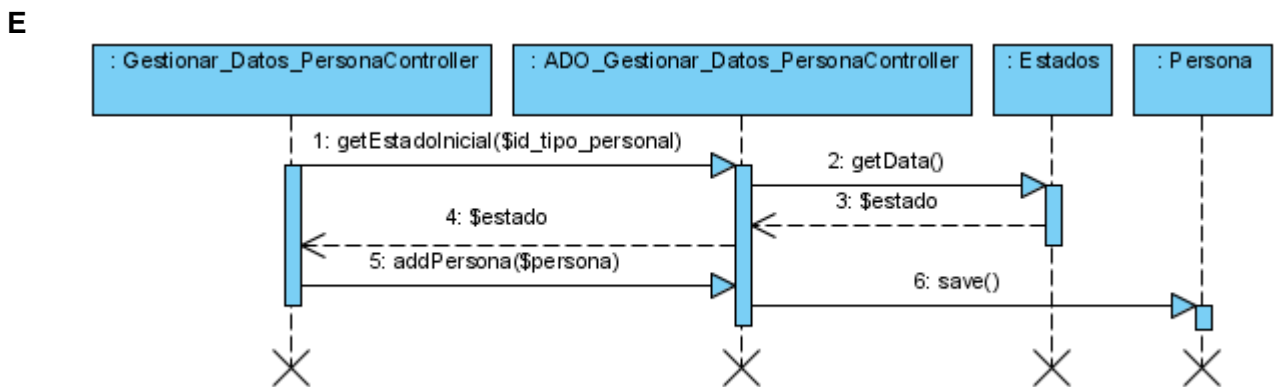 E
: Gestionar_Datos_PersonaController
: ADO_Gestionar_Datos_PersonaController
: Estados
: Persona
1: getEstadoInicial($id_tipo_personal)
2: getData()
3: $estado
4: $estado
5: addPersona($persona)
6: save()